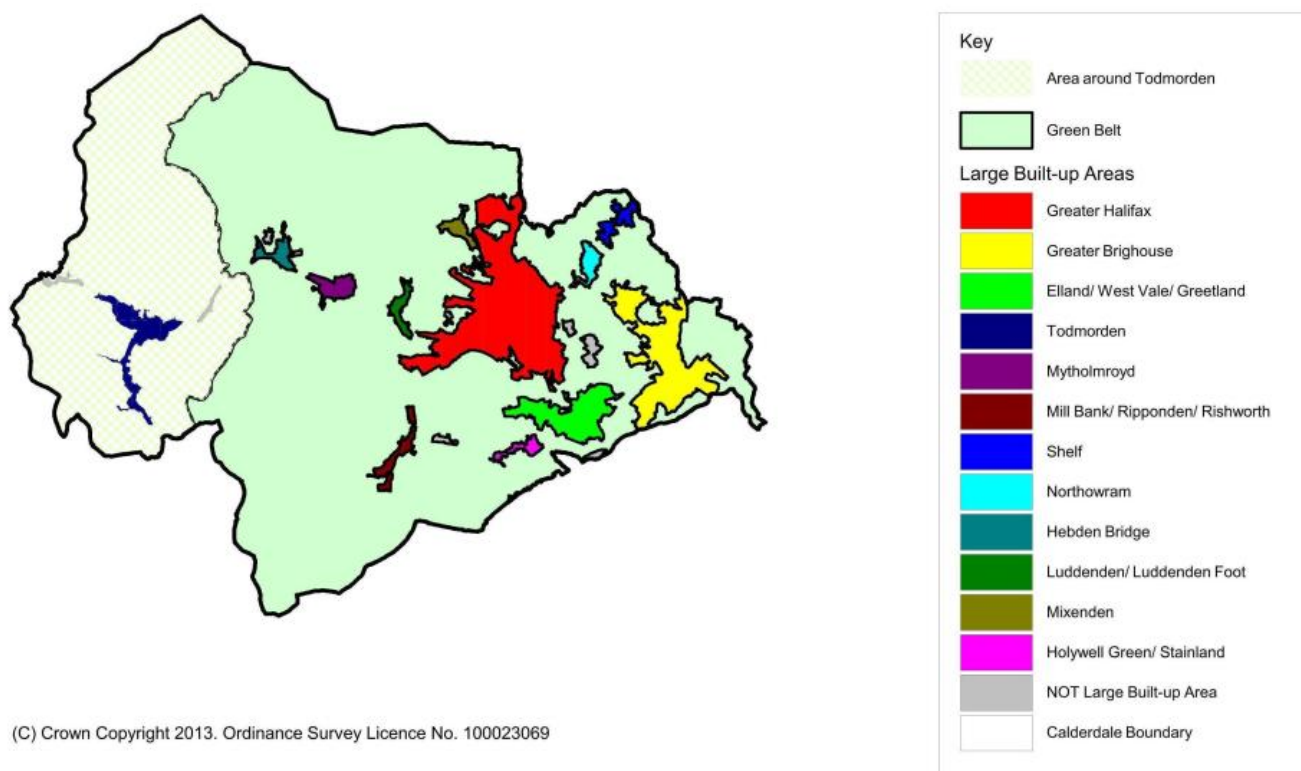 Key
Area around Todmorden
Green Belt
Large Built-up Areas
Greater Halifax
Greater Brighouse
Elland/ West Vale/ Greetland
Todmorden
Mytholmroyd
Mill Bank/ Ripponden/ Rishworth
Shelf
Northowram
Hebden Bridge
Luddenden/ Luddenden Foot
Mixenden
Holywell Green/ Stainland
NOT Large Built-up Area
Calderdale Boundary
(C) Crown Copyright 2013. Ordinance Survey Licence No. 100023069